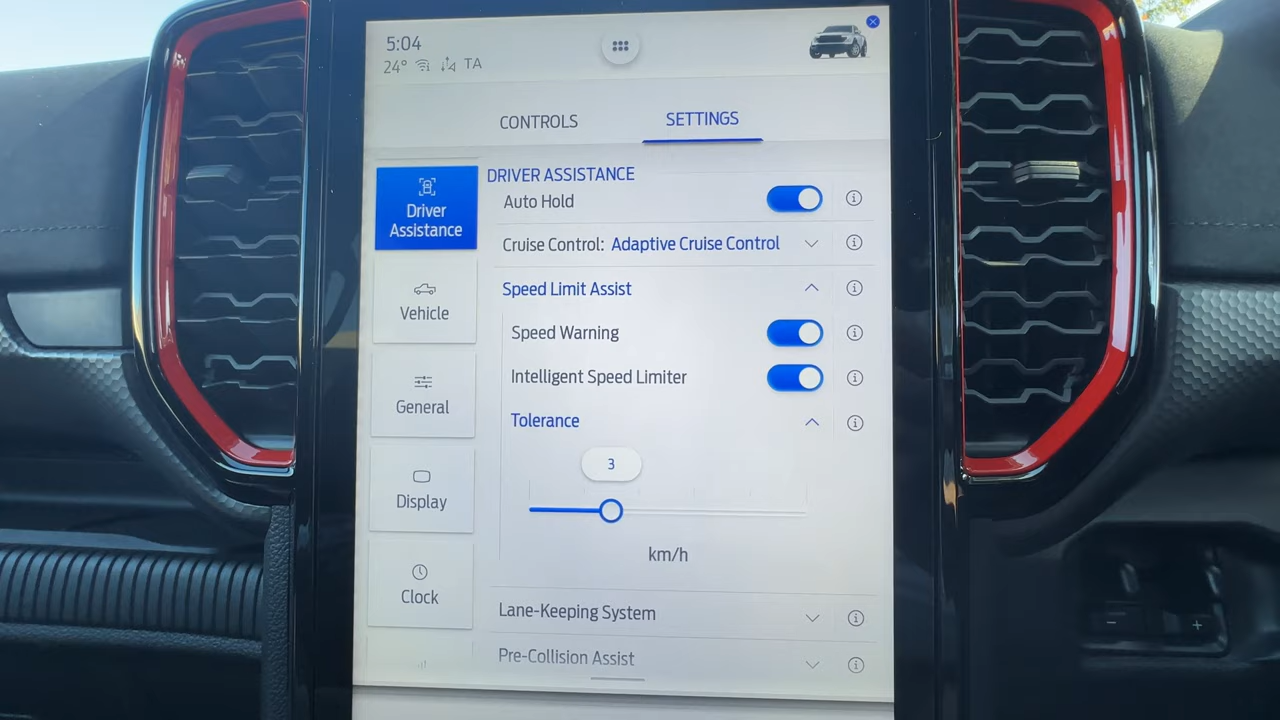 5:04
24° TA
CONTROLS SETTINGS
DRIVER ASSISTANCE
Driver
Assistance
Auto Hold
Cruise Control: Adaptive Cruise Control
Speed Limit Assist
Vehicle
Speed Warning
Intelligent Speed Limiter
General
Tolerance
3
Display
km/h
Clock
Lane-Keeping System
Pre-Collision Assist
- +